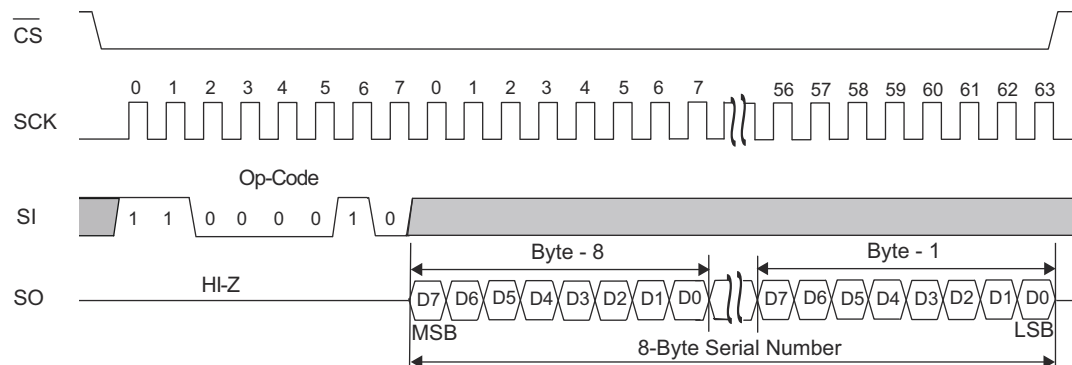 CS
0 1 2 3 4 5 6 7 0 1 2 3 4 5 6 7 56 57 58 59 60 61 62 63
SCK
Op-Code
SI 1 1 0 0 0 0 1 0
Byte - 8 Byte - 1
HI-Z
SO D7 D6 D5 D4 D3 D2 D1 D0 D7 D6 D5 D4 D3 D2 D1 D0
MSB LSB
8-Byte Serial Number